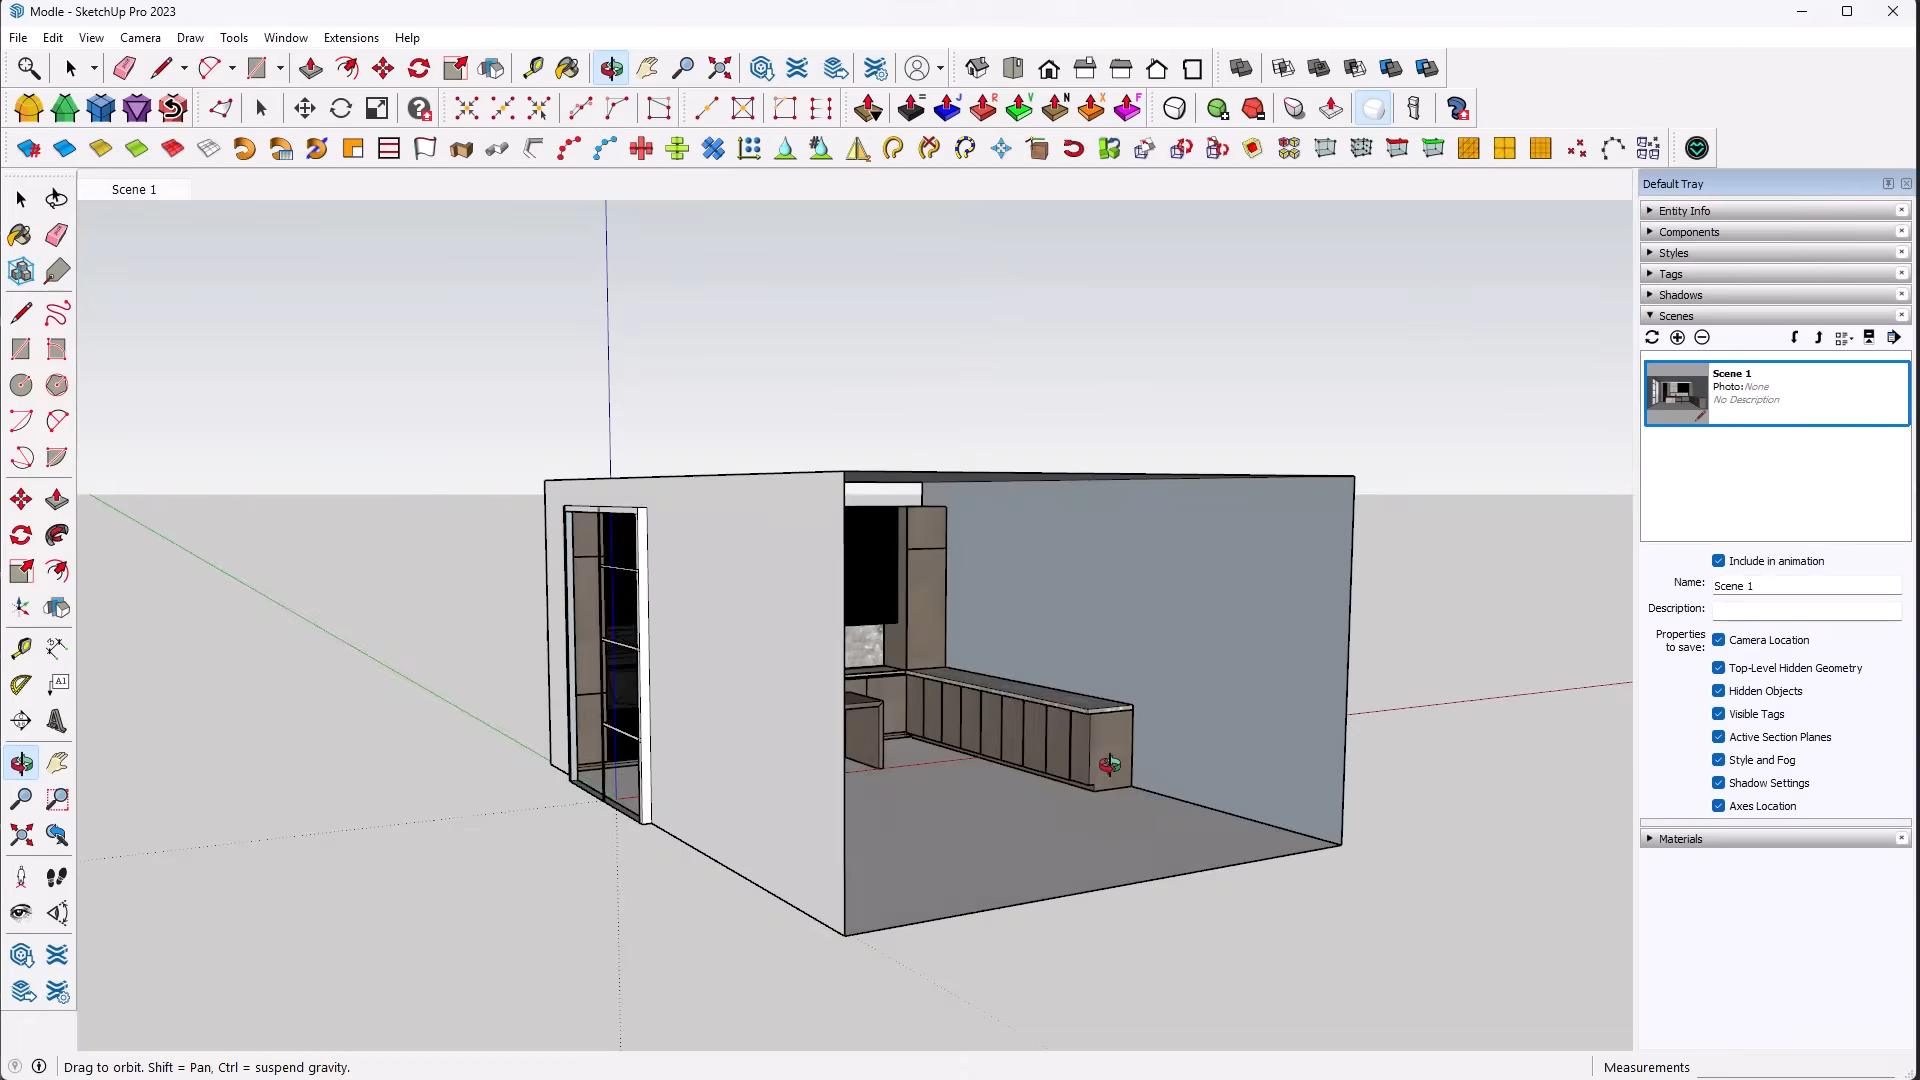 Modle - SketchUp Pro 2023
File Edit View Camera Draw Tools Window Extensions Help
= J R V N X F
Scene 1
Default Tray
Entity Info
Components
Styles
Tags
Shadows
Scenes
Scene 1
Photo: None
No Description
Include in animation
Name: Scene 1
Description:
Properties to save:
Camera Location
Top-Level Hidden Geometry
Hidden Objects
Visible Tags
Active Section Planes
Style and Fog
Shadow Settings
Axes Location
Materials
A1
Drag to orbit. Shift = Pan, Ctrl = suspend gravity.
Measurements